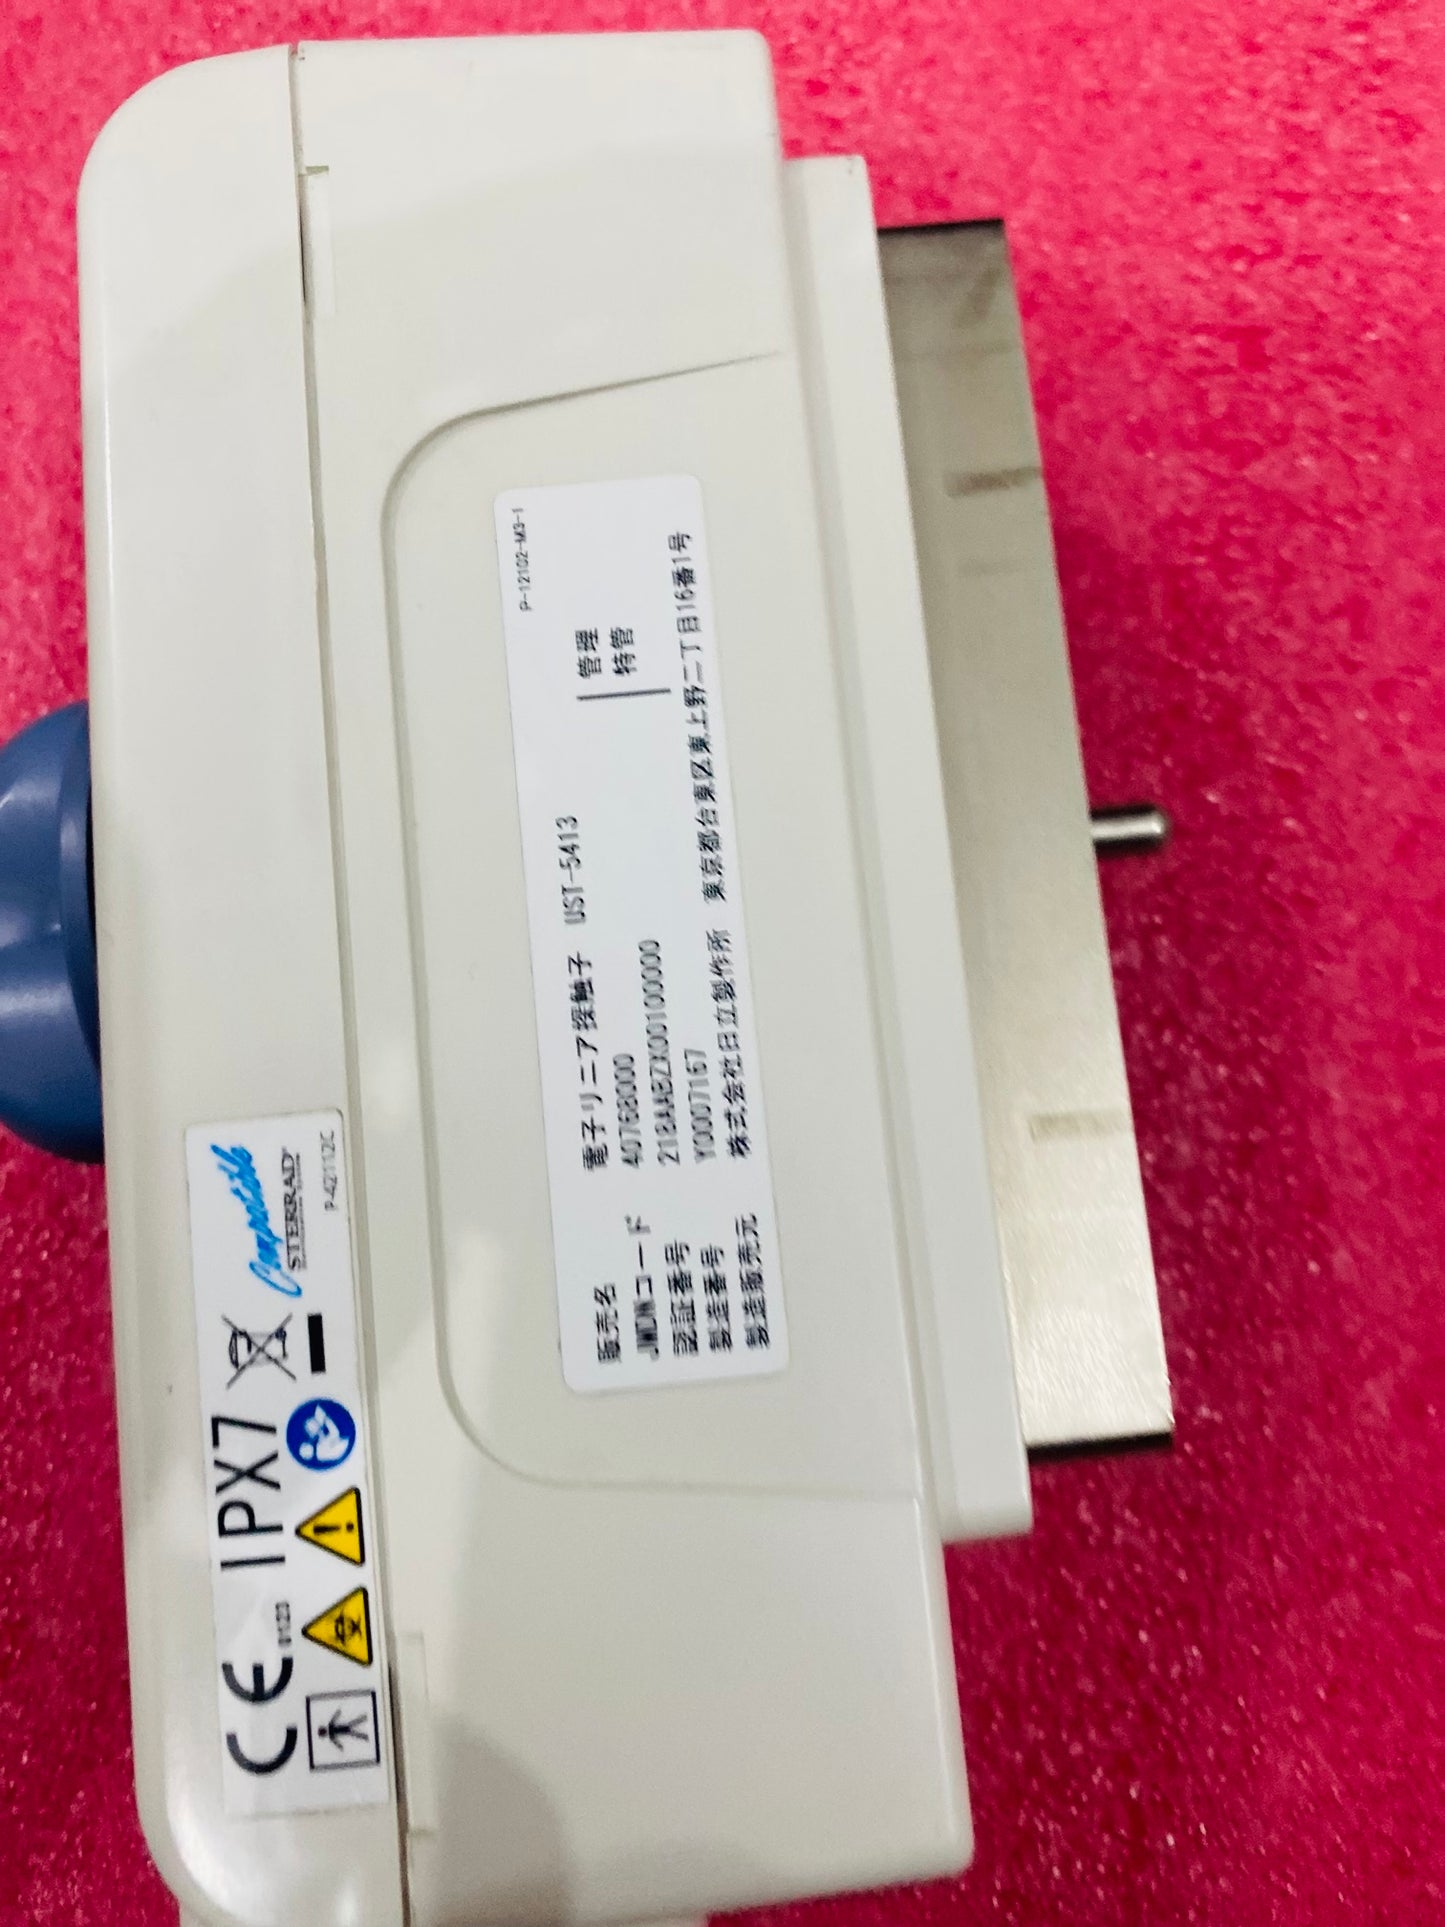 P-12102-M3-1
販売名 電子リニア探触子 UST-5413
JMDNコード 40768000
認証番号 218AABZX00100000
製造番号 Y0007167
製造販売元 株式会社日立製作所 東京都台東区東上野二丁目16番1号
管理
特管
CE 0123
IPX7
Compatible
STERRAD
P-42112C